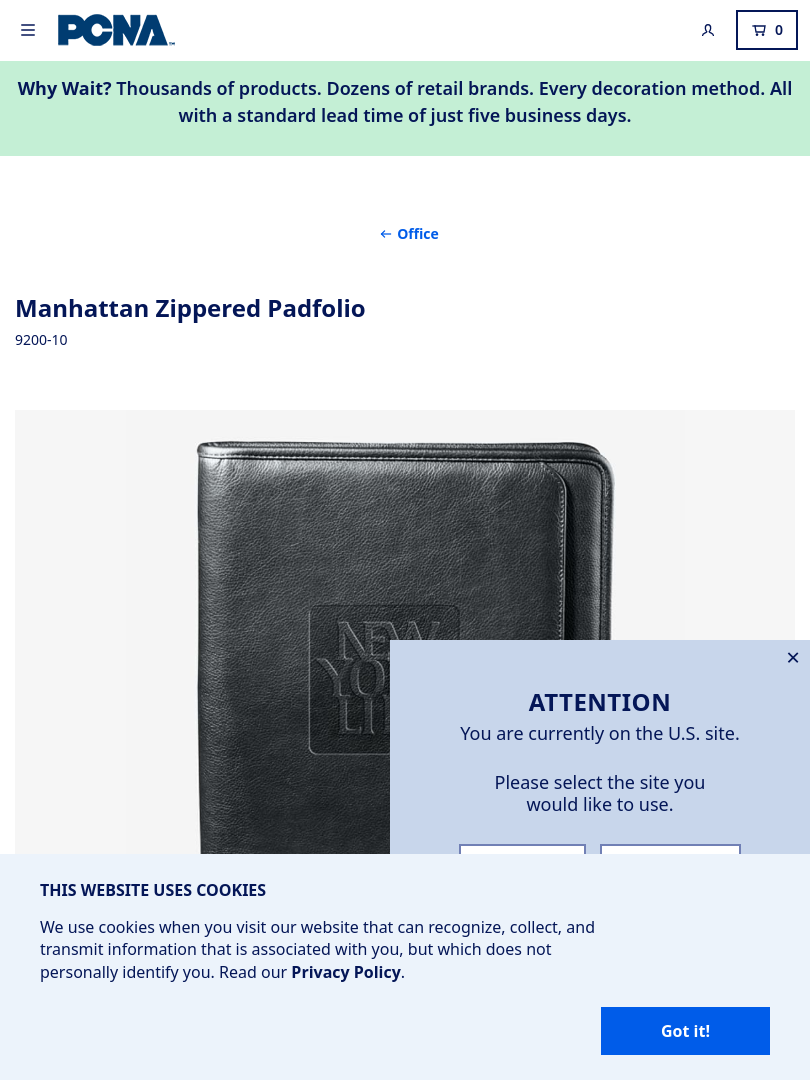 PCNA
0
Why Wait? Thousands of products. Dozens of retail brands. Every decoration method. All
with a standard lead time of just five business days.
← Office
Manhattan Zippered Padfolio
9200-10
NEW
ATTENTION
You are currently on the U.S. site.
Please select the site you
would like to use.
THIS WEBSITE USES COOKIES
We use cookies when you visit our website that can recognize, collect, and
transmit information that is associated with you, but which does not
personally identify you. Read our Privacy Policy.
Got it!